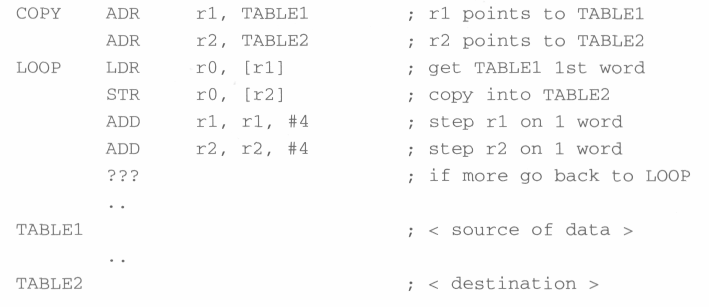 COPY ADR r1, TABLE1 ; r1 points to TABLE1
ADR r2, TABLE2 ; r2 points to TABLE2
LOOP LDR r0, [r1] ; get TABLE1 1st word
STR r0, [r2] ; copy into TABLE2
ADD r1, r1, #4 ; step r1 on 1 word
ADD r2, r2, #4 ; step r2 on 1 word
??? ; if more go back to LOOP
..
TABLE1 ; < source of data >
..
TABLE2 ; < destination >